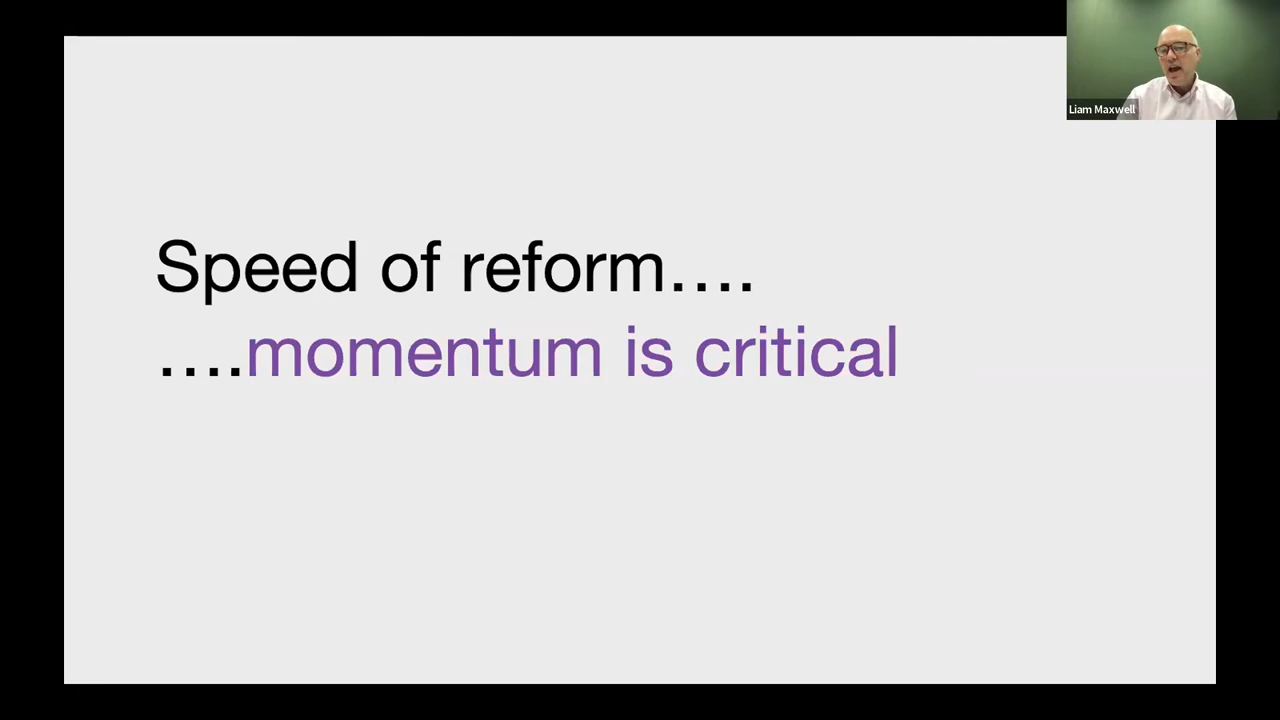 Liam Maxwell
Speed of reform....
....momentum is critical